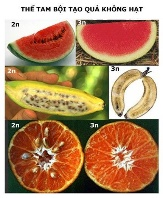 THỂ TAM BỘI TẠO QUẢ KHÔNG HẠT
2n
3n
2n
3n
2n
3n